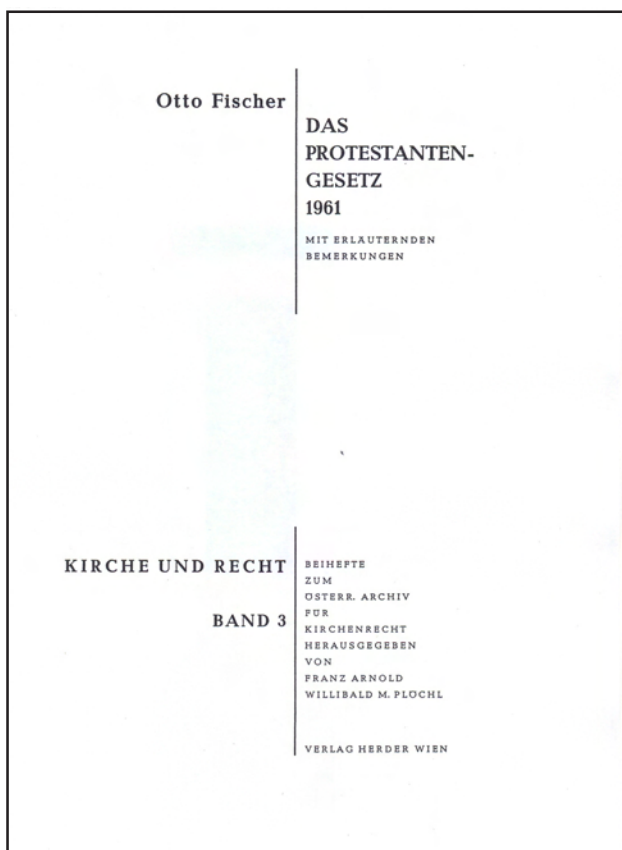 Otto Fischer
DAS
PROTESTANTEN-
GESETZ
1961
MIT ERLÄUTERNDEN
BEMERKUNGEN
KIRCHE UND RECHT
BAND 3
BEIHEFTE
ZUM
ÖSTERR. ARCHIV
FÜR
KIRCHENRECHT
HERAUSGEGEBEN
VON
FRANZ ARNOLD
WILLIBALD M. PLÖCHL
VERLAG HERDER WIEN